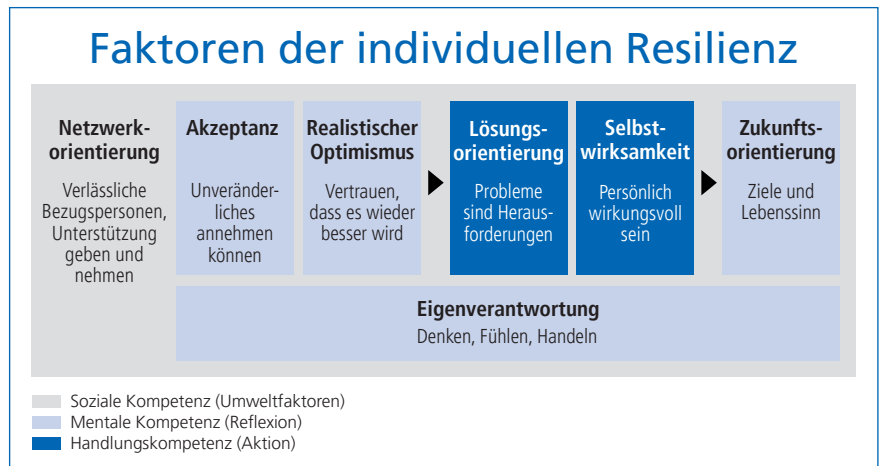 Faktoren der individuellen Resilienz
Netzwerk-
orientierung
Verlässliche
Bezugspersonen,
Unterstützung
geben und
nehmen
Akzeptanz
Unveränder-
liches
annehmen
können
Realistischer
Optimismus
Vertrauen,
dass es wieder
besser wird
Lösungs-
orientierung
Probleme
sind Heraus-
forderungen
Selbst-
wirksamkeit
Persönlich
wirkungsvoll
sein
Zukunfts-
orientierung
Ziele und
Lebenssinn
Eigenverantwortung
Denken, Fühlen, Handeln
Soziale Kompetenz (Umweltfaktoren)
Mentale Kompetenz (Reflexion)
Handlungskompetenz (Aktion)